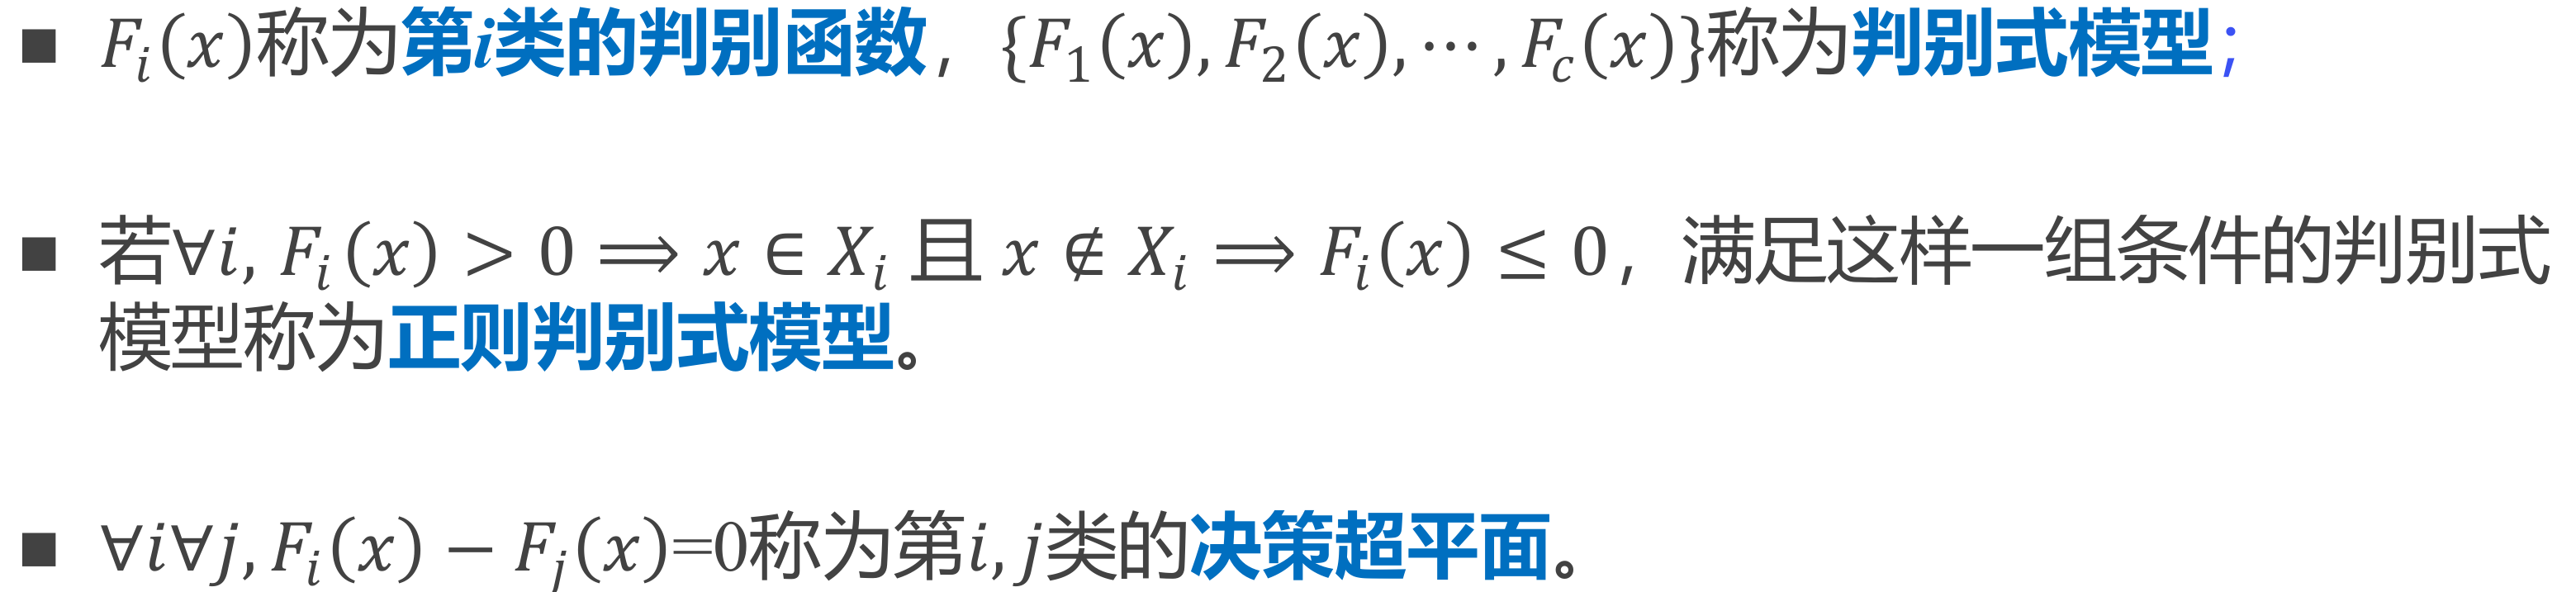 ■ $F_i(x)$称为第$i$类的判别函数，$\{F_1(x), F_2(x), \cdots, F_c(x)\}$称为判别式模型;
■ 若$\forall i, F_i(x) > 0 \Longrightarrow x \in X_i$ 且 $x \notin X_i \Longrightarrow F_i(x) \leq 0$，满足这样一组条件的判别式
模型称为正则判别式模型。
■ $\forall i \forall j, F_i(x) - F_j(x)$=0称为第$i, j$类的决策超平面。